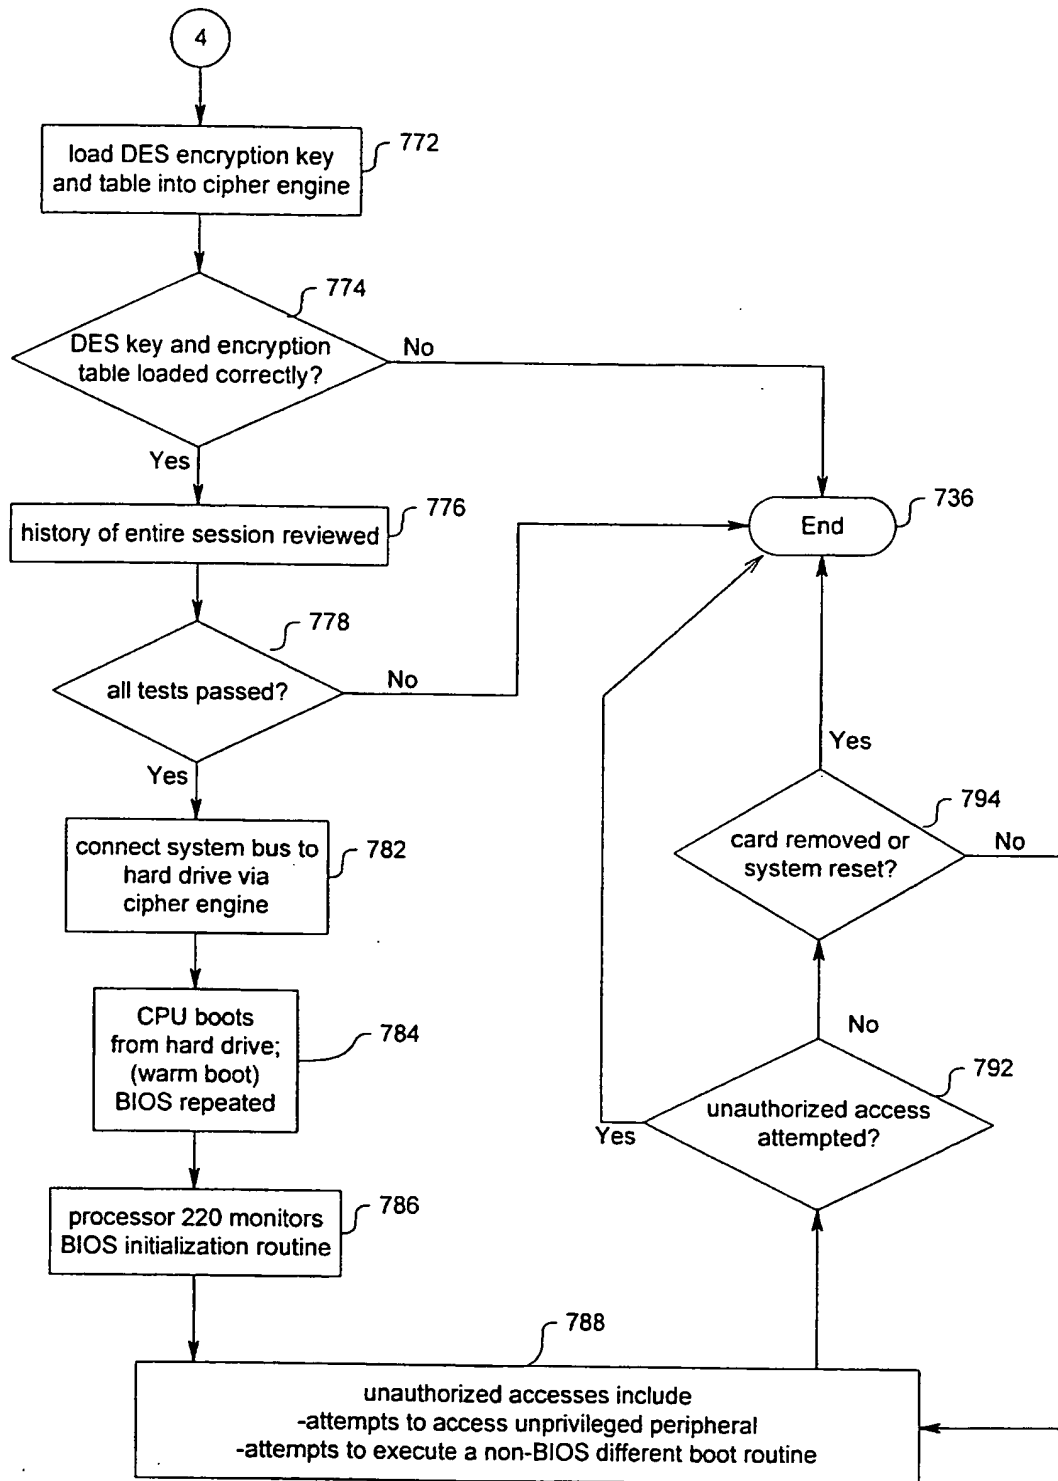 4
load DES encryption key
and table into cipher engine
772
774
DES key and encryption
table loaded correctly?
No
Yes
history of entire session reviewed
776
End
736
778
all tests passed?
No
Yes
connect system bus to
hard drive via
cipher engine
782
CPU boots
from hard drive;
(warm boot)
BIOS repeated
784
processor 220 monitors
BIOS initialization routine
786
Yes
794
card removed or
system reset?
No
No
792
unauthorized access
attempted?
Yes
788
unauthorized accesses include
-attempts to access unprivileged peripheral
-attempts to execute a non-BIOS different boot routine